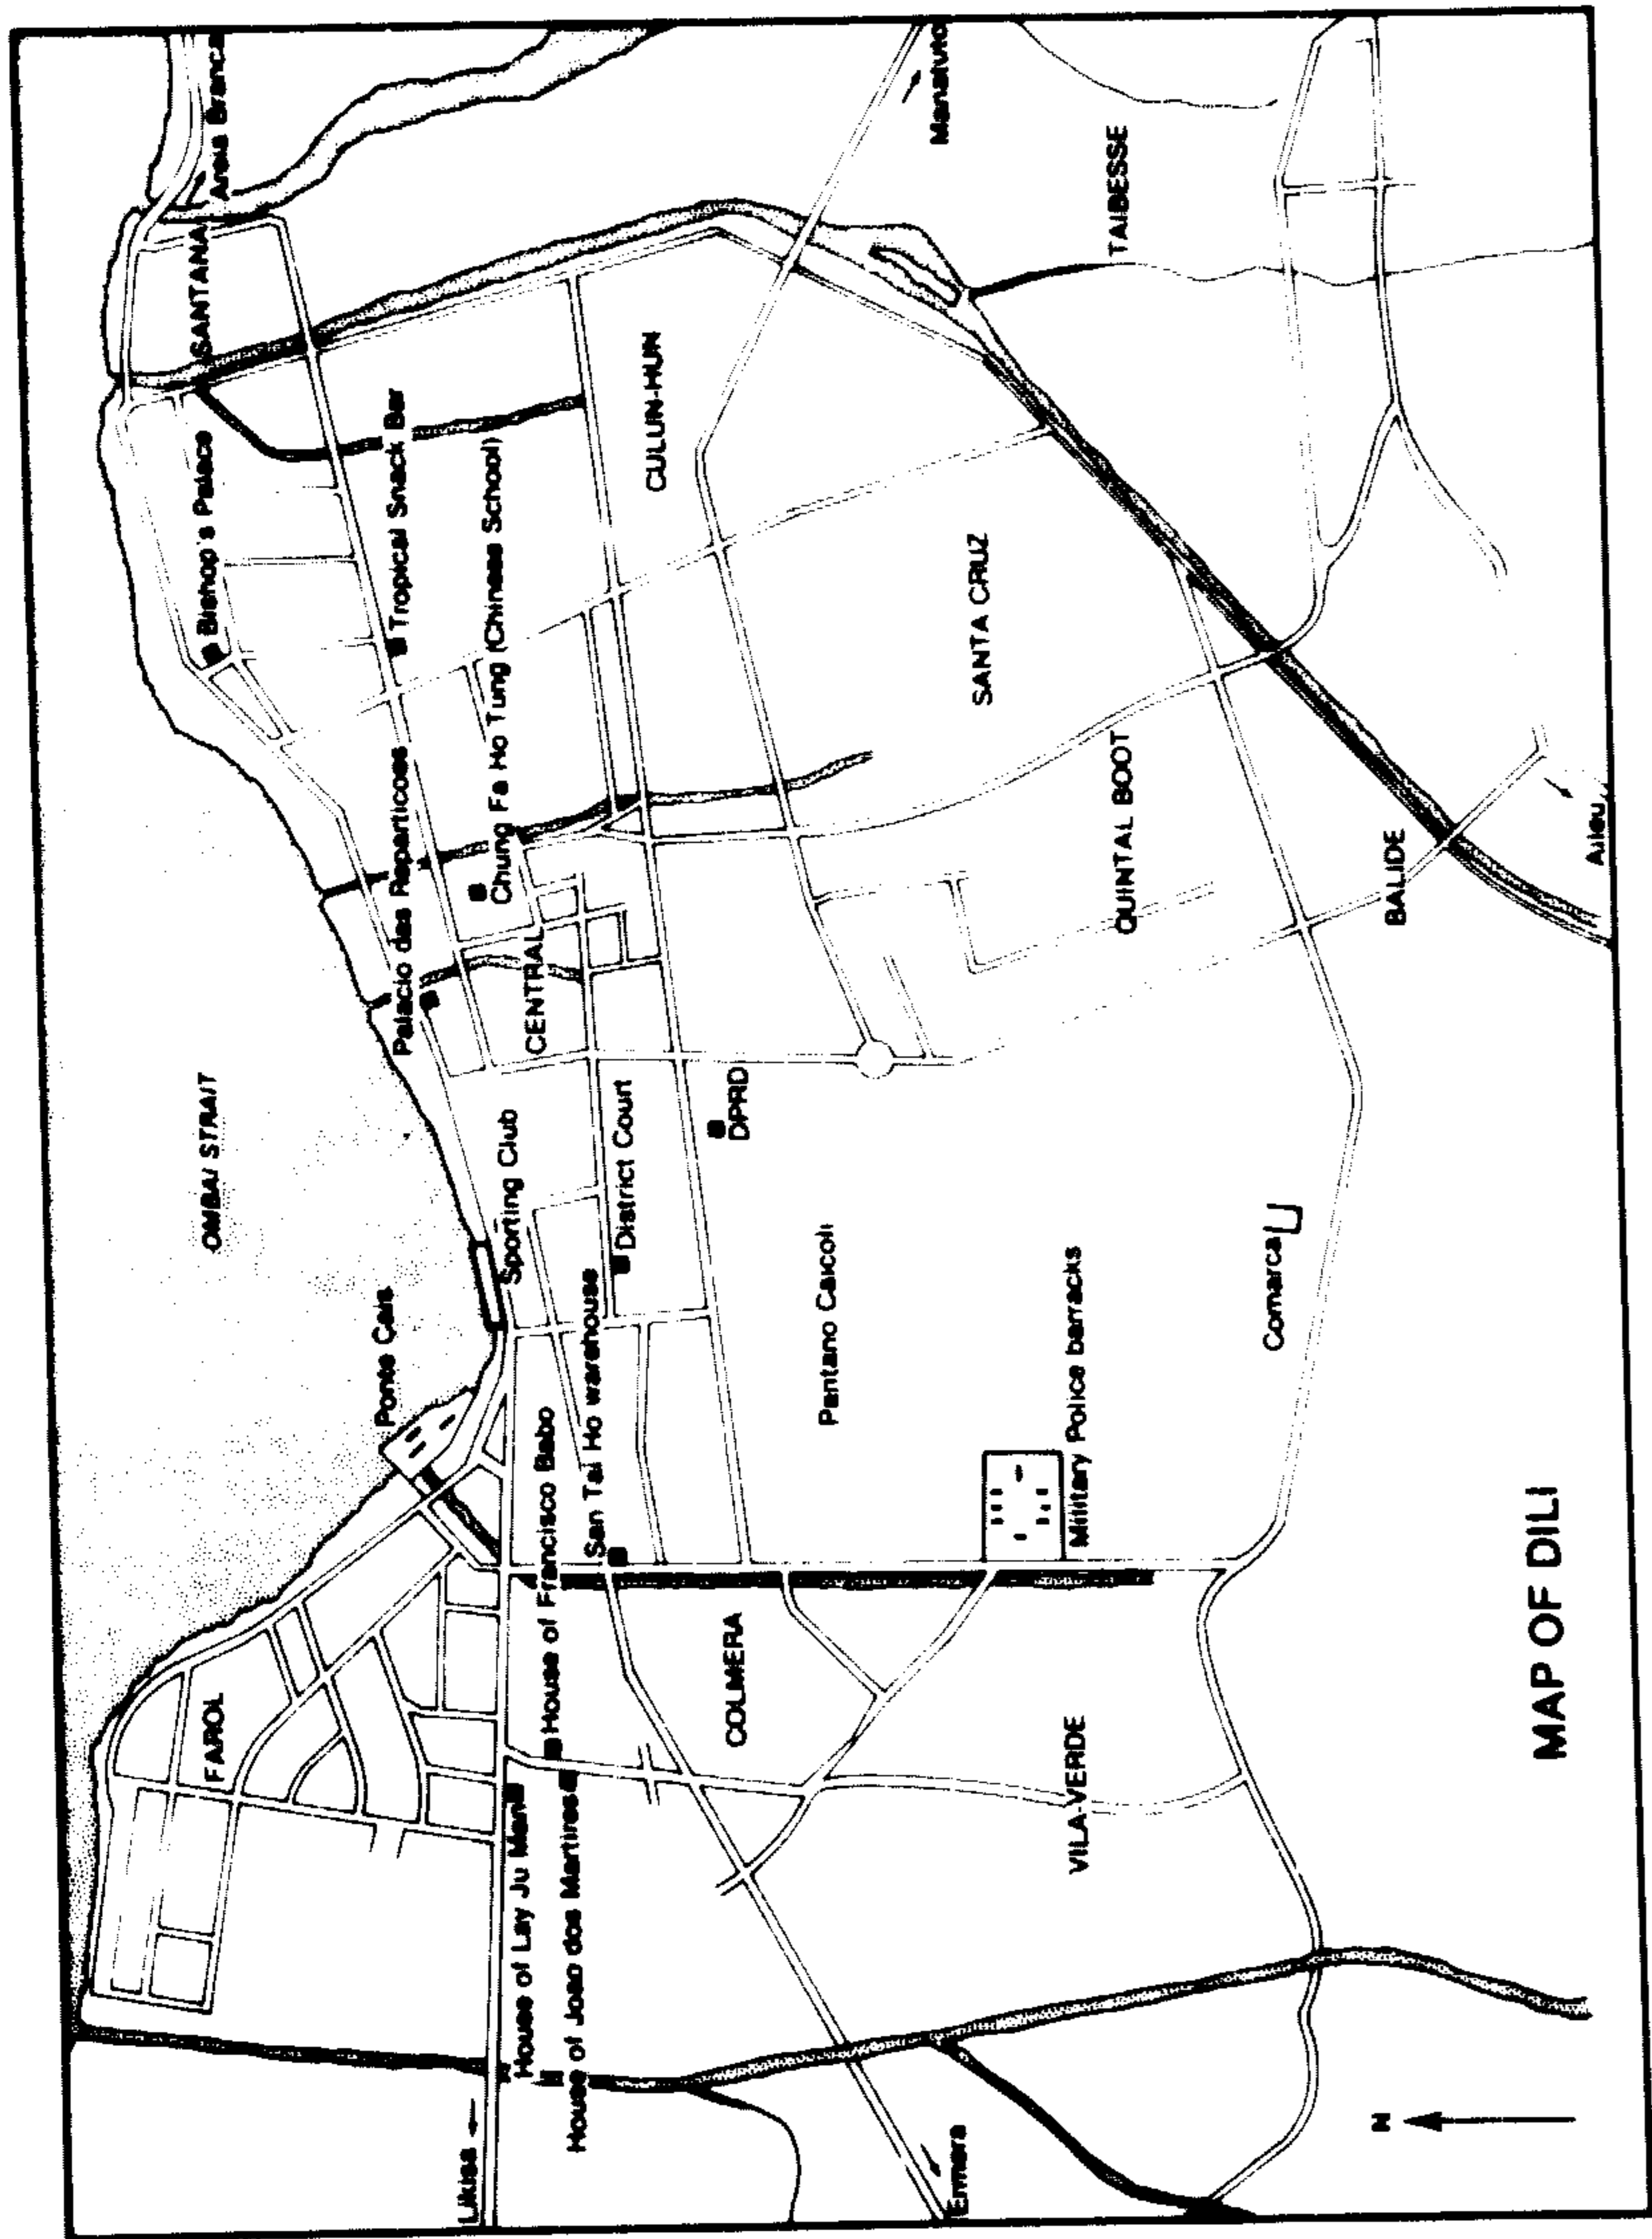 MAP OF DILI
OMBAI STRAIT
Ponte Cais
FAROL
SANTANA
Areia Branca
Bishop's Palace
Tropical Snack Bar
Palacio das Reparticoes
Chung Fa Ho Tung (Chinese School)
CENTRAL
Sporting Club
District Court
San Tai Ho warehouse
House of Francisco Babo
House of Lay Ju Man
House of Joao dos Martires
Likisa
DPRD
CULUN-HUN
Manatuto
COLMERA
Pantano Caicoli
SANTA CRUZ
TAIBESSE
Ermera
VILA-VERDE
Military Police barracks
QUINTAL BOOT
Comarca
BALIDE
Aileu
N